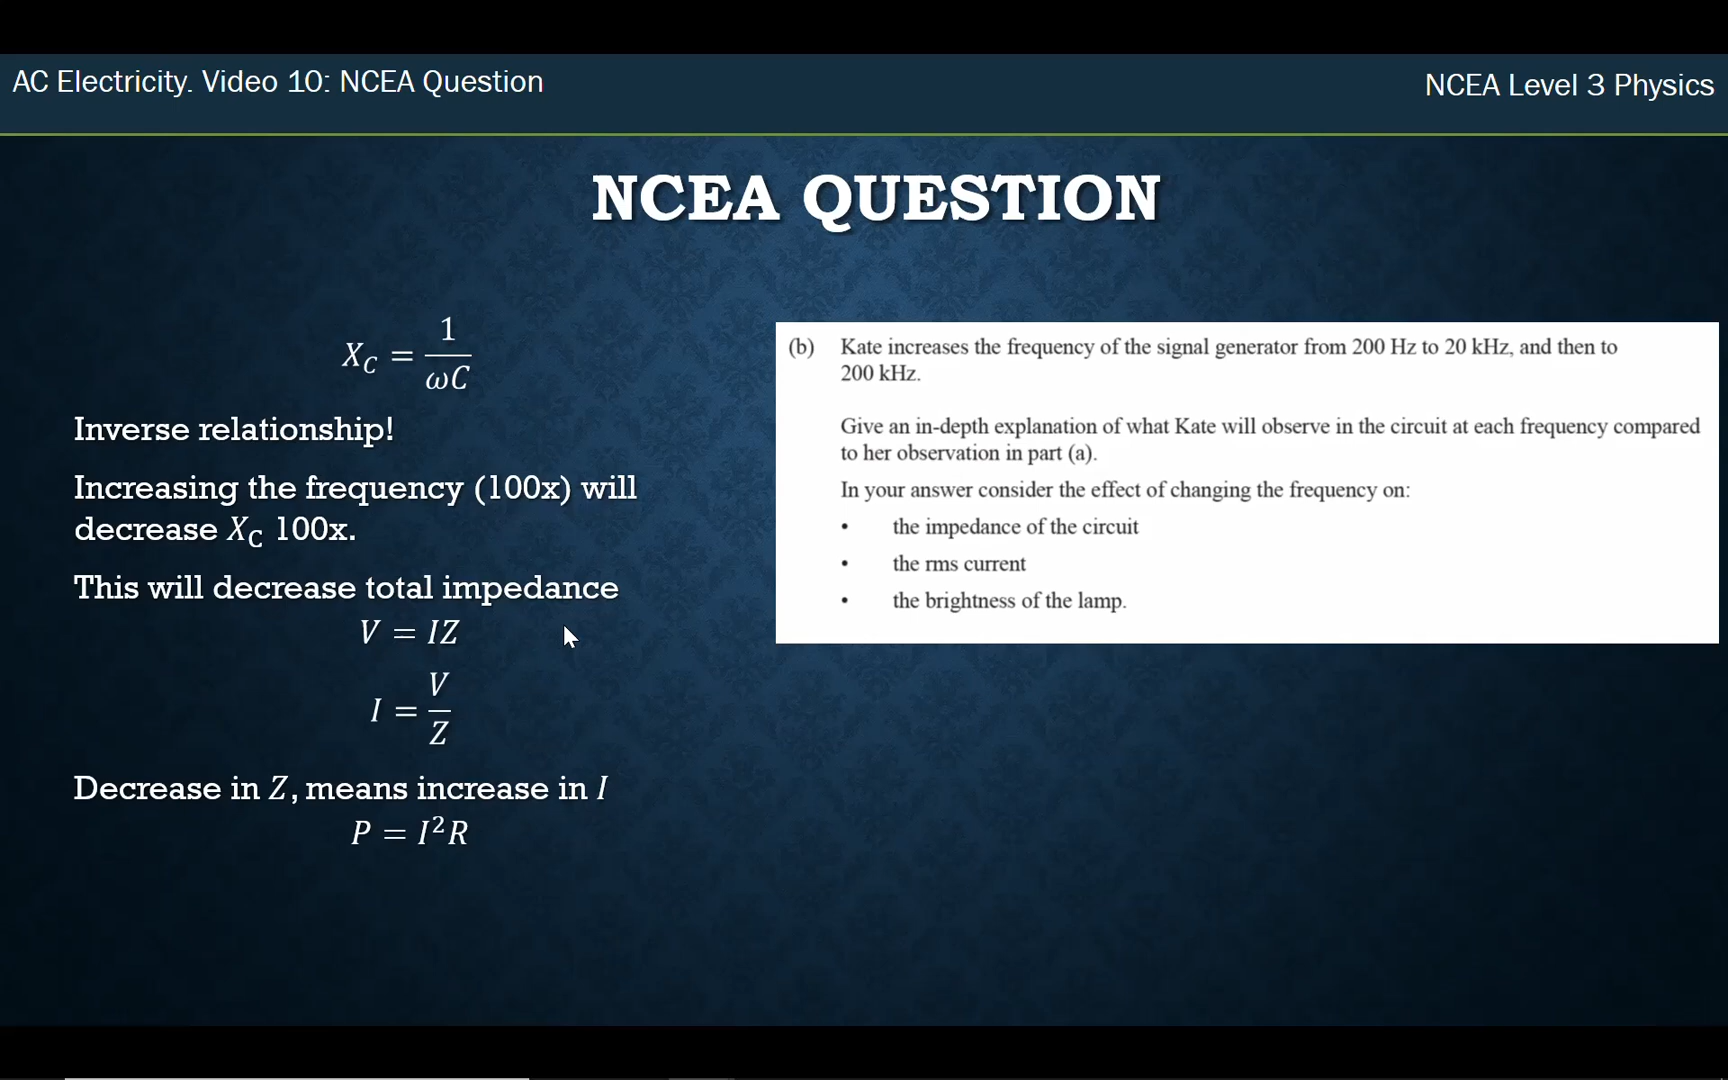 AC Electricity. Video 10: NCEA Question
NCEA Level 3 Physics
NCEA QUESTION
X_C = 1/ωC
Inverse relationship!
Increasing the frequency (100x) will
decrease X_C 100x.
This will decrease total impedance
V = IZ
I = V/Z
Decrease in Z, means increase in I
P = I²R
(b) Kate increases the frequency of the signal generator from 200 Hz to 20 kHz, and then to
200 kHz.
Give an in-depth explanation of what Kate will observe in the circuit at each frequency compared
to her observation in part (a).
In your answer consider the effect of changing the frequency on:
• the impedance of the circuit
• the rms current
• the brightness of the lamp.